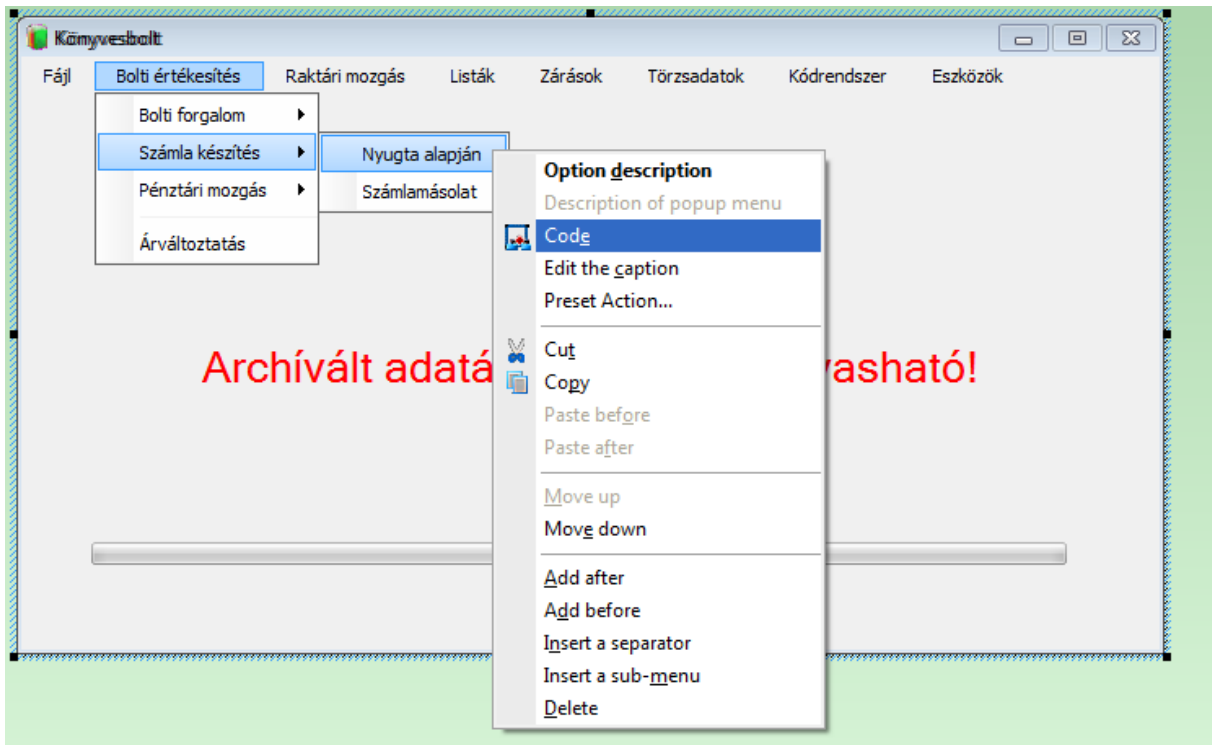 Könyvesbolt
Fájl Bolti értékesítés Raktári mozgás Listák Zárások Törzsadatok Kódrendszer Eszközök
Bolti forgalom
Számla készítés
Pénztári mozgás
Árváltoztatás
Nyugta alapján
Számlamásolat
Option description
Description of popup menu
Code
Edit the caption
Preset Action...
Cut
Copy
Paste before
Paste after
Move up
Move down
Add after
Add before
Insert a separator
Insert a sub-menu
Delete
Archívált